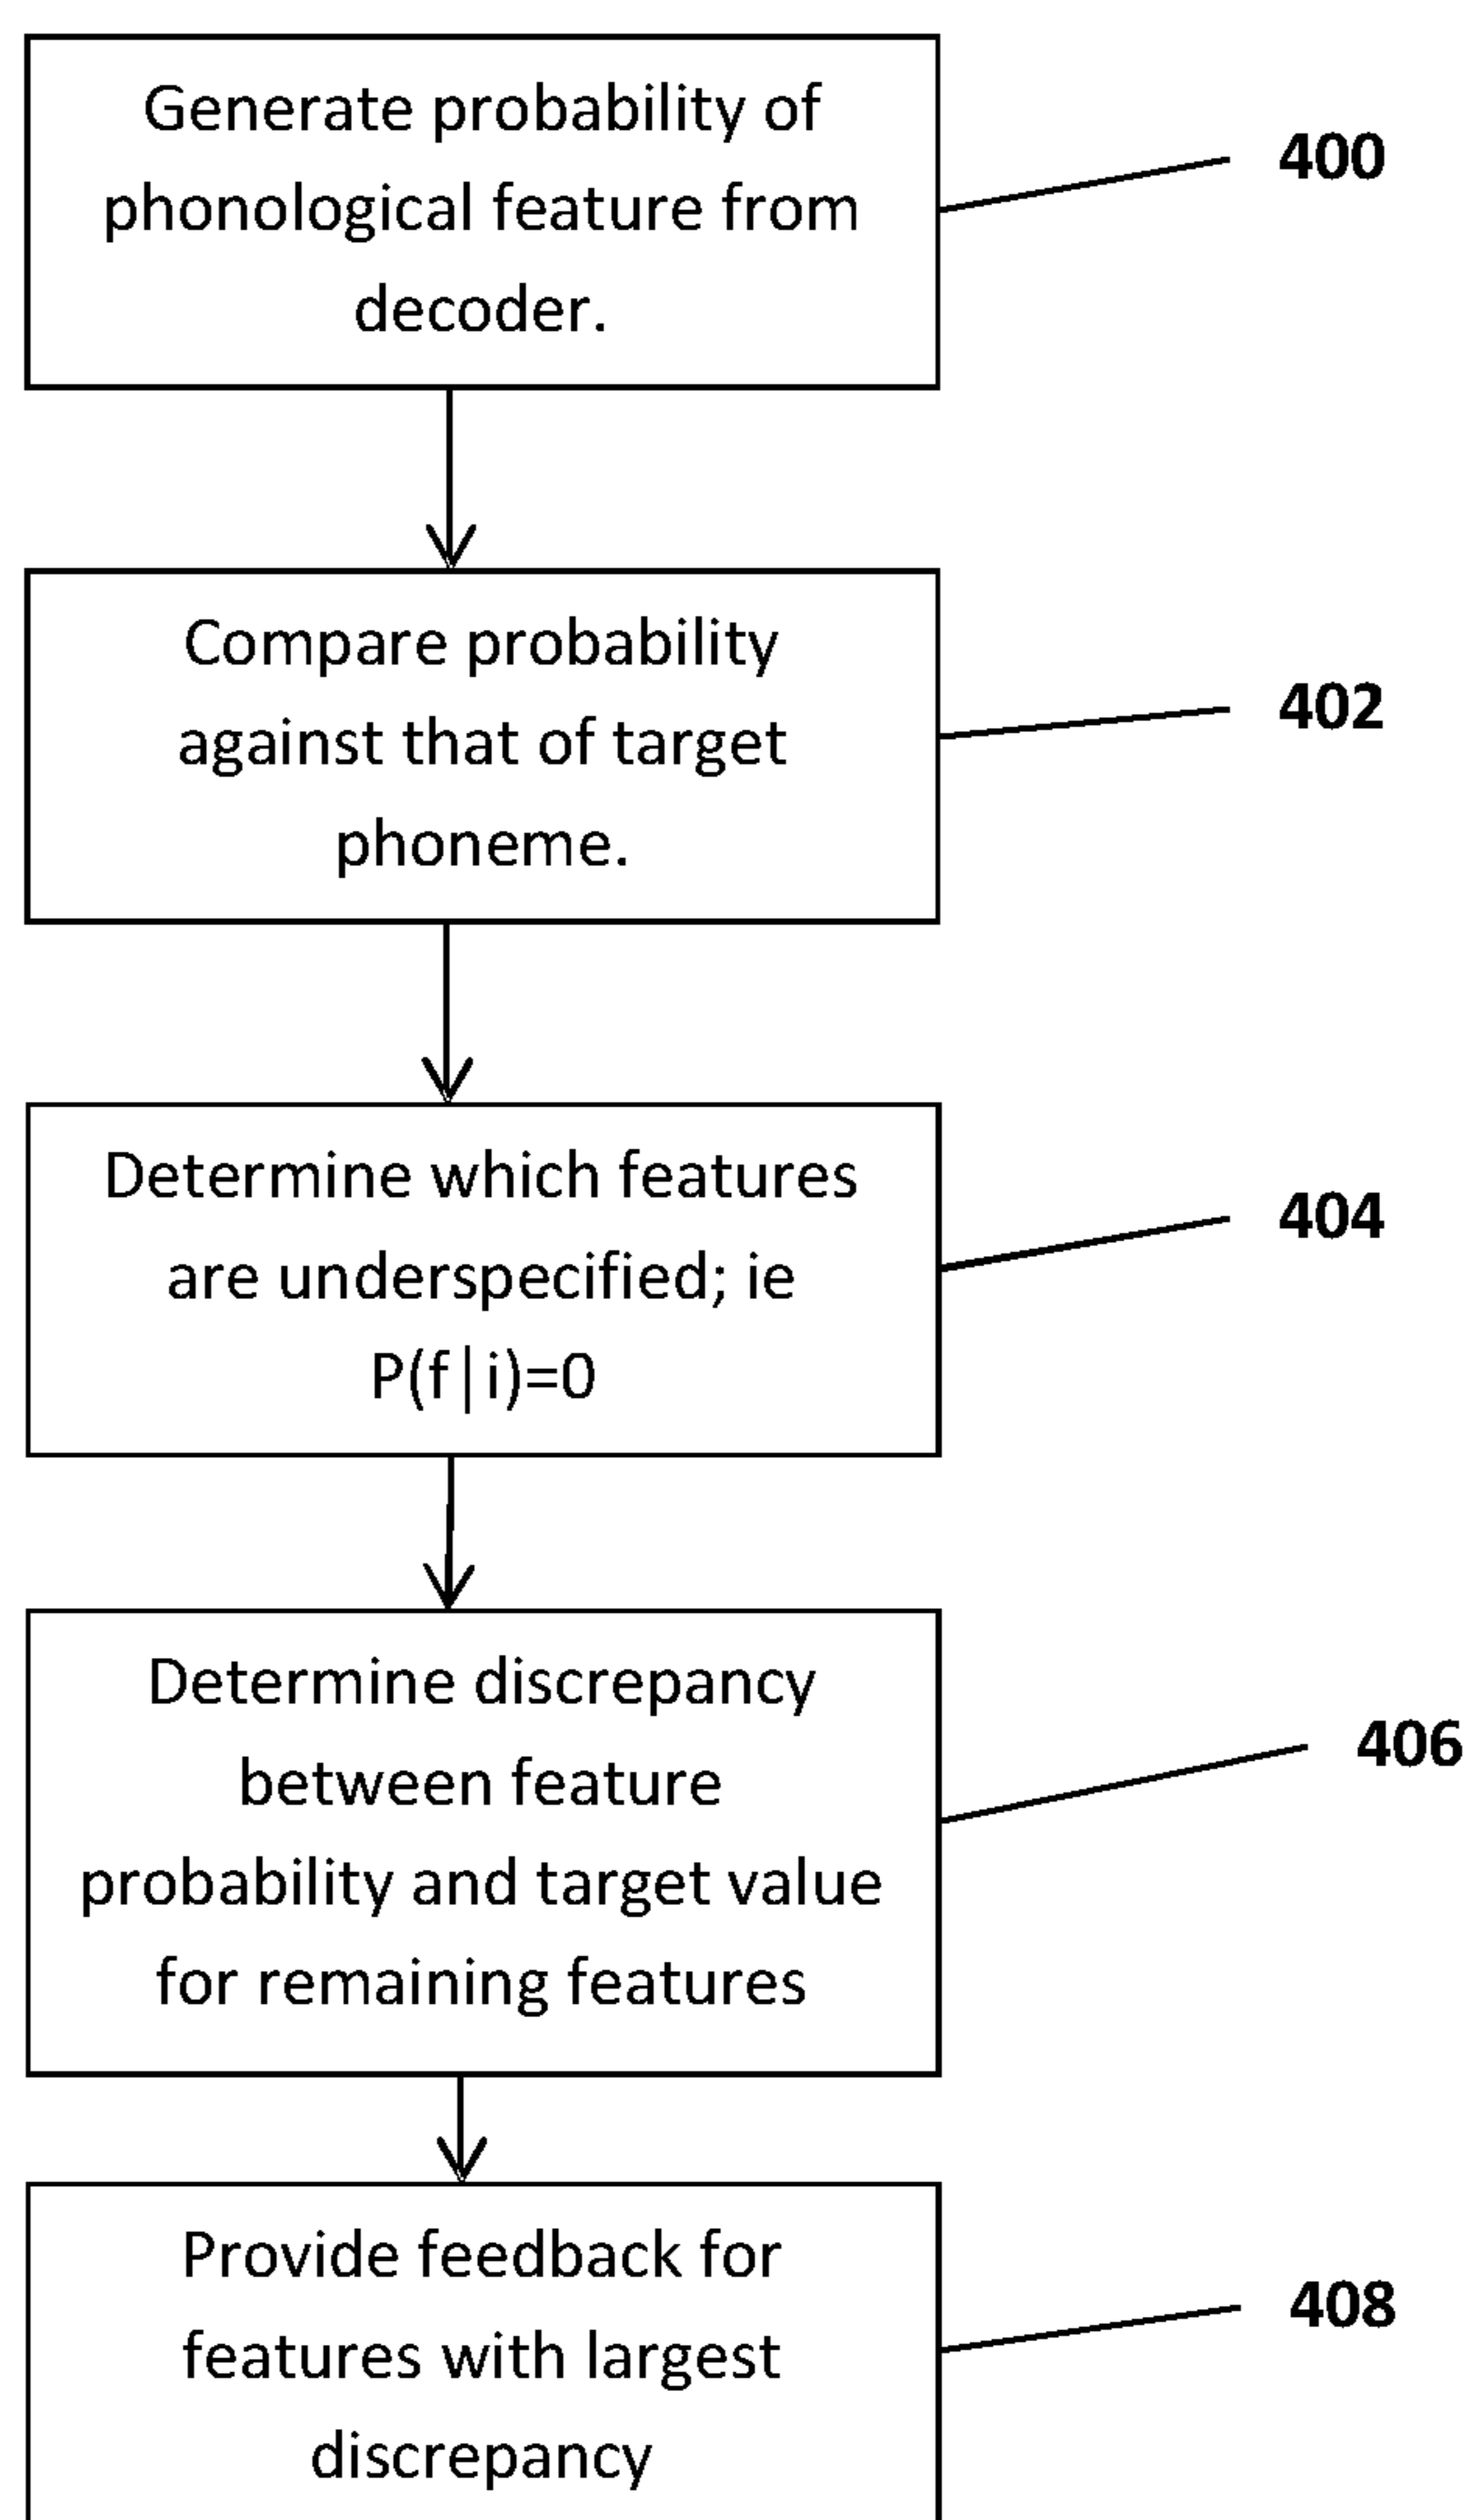 Generate probability of
phonological feature from
decoder.
400
Compare probability
against that of target
phoneme.
402
Determine which features
are underspecified; ie
P(f|i)=0
404
Determine discrepancy
between feature
probability and target value
for remaining features
406
Provide feedback for
features with largest
discrepancy
408